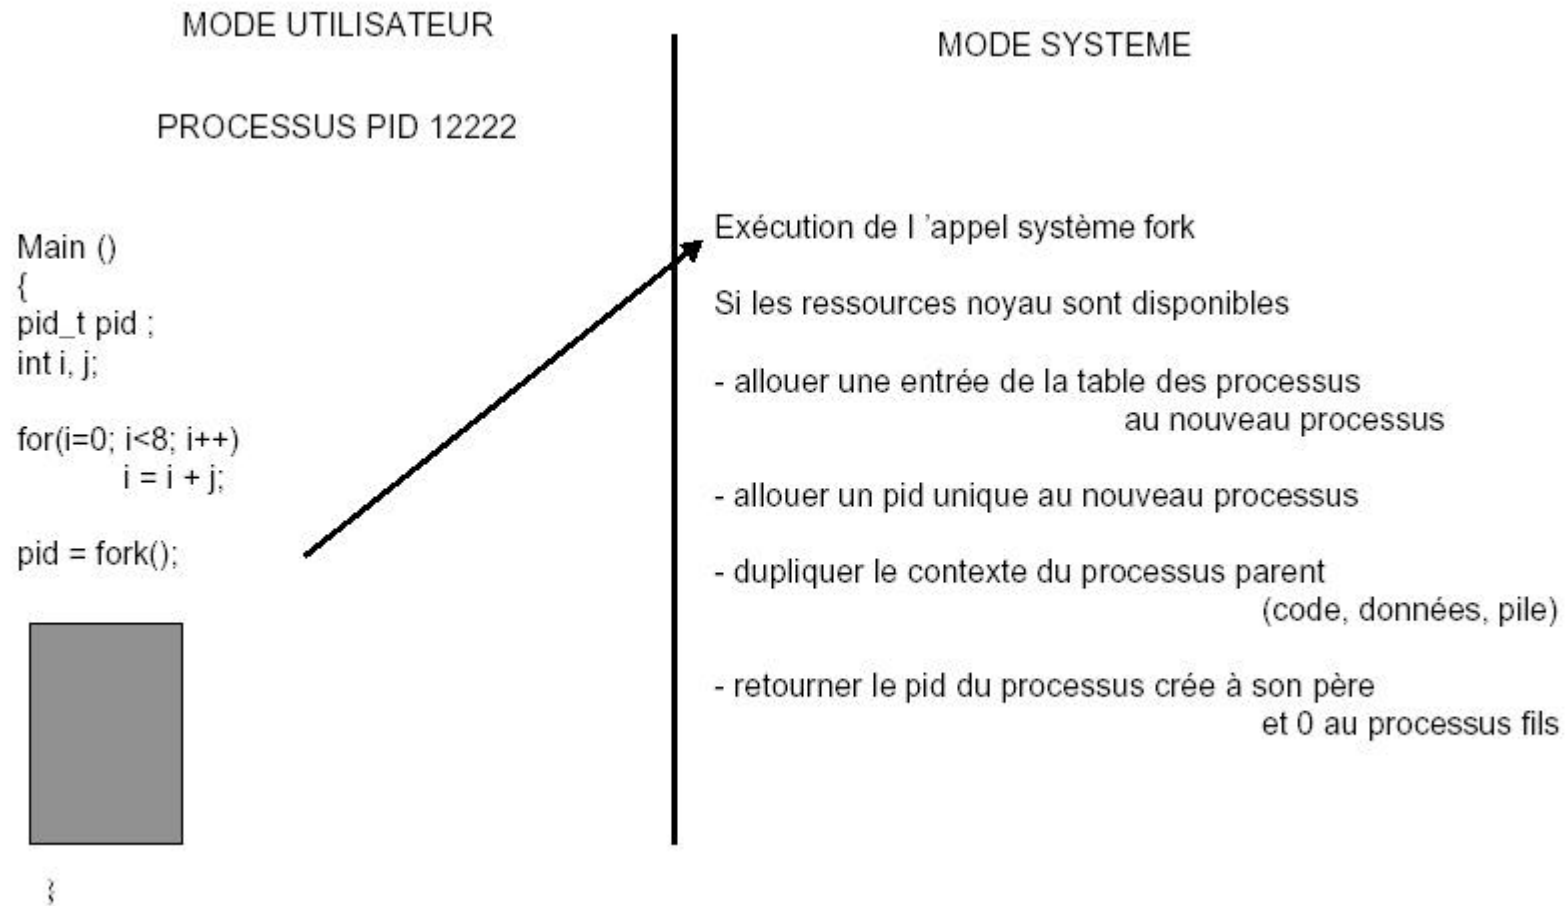 MODE UTILISATEUR
PROCESSUS PID 12222
Main ()
{
pid_t pid ;
int i, j;
for(i=0; i<8; i++)
i = i + j;
pid = fork();
}
MODE SYSTEME
Exécution de l ’appel système fork
Si les ressources noyau sont disponibles
- allouer une entrée de la table des processus
au nouveau processus
- allouer un pid unique au nouveau processus
- dupliquer le contexte du processus parent
(code, données, pile)
- retourner le pid du processus crée à son père
et 0 au processus fils